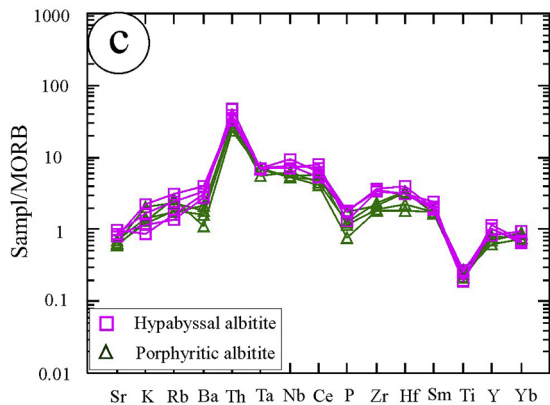 1000
C
100
10
1
0.1
0.01
Sampl/MORB
Hypabyssal albitite
Porphyritic albitite
Sr K Rb Ba Th Ta Nb Ce P Zr Hf Sm Ti Y Yb